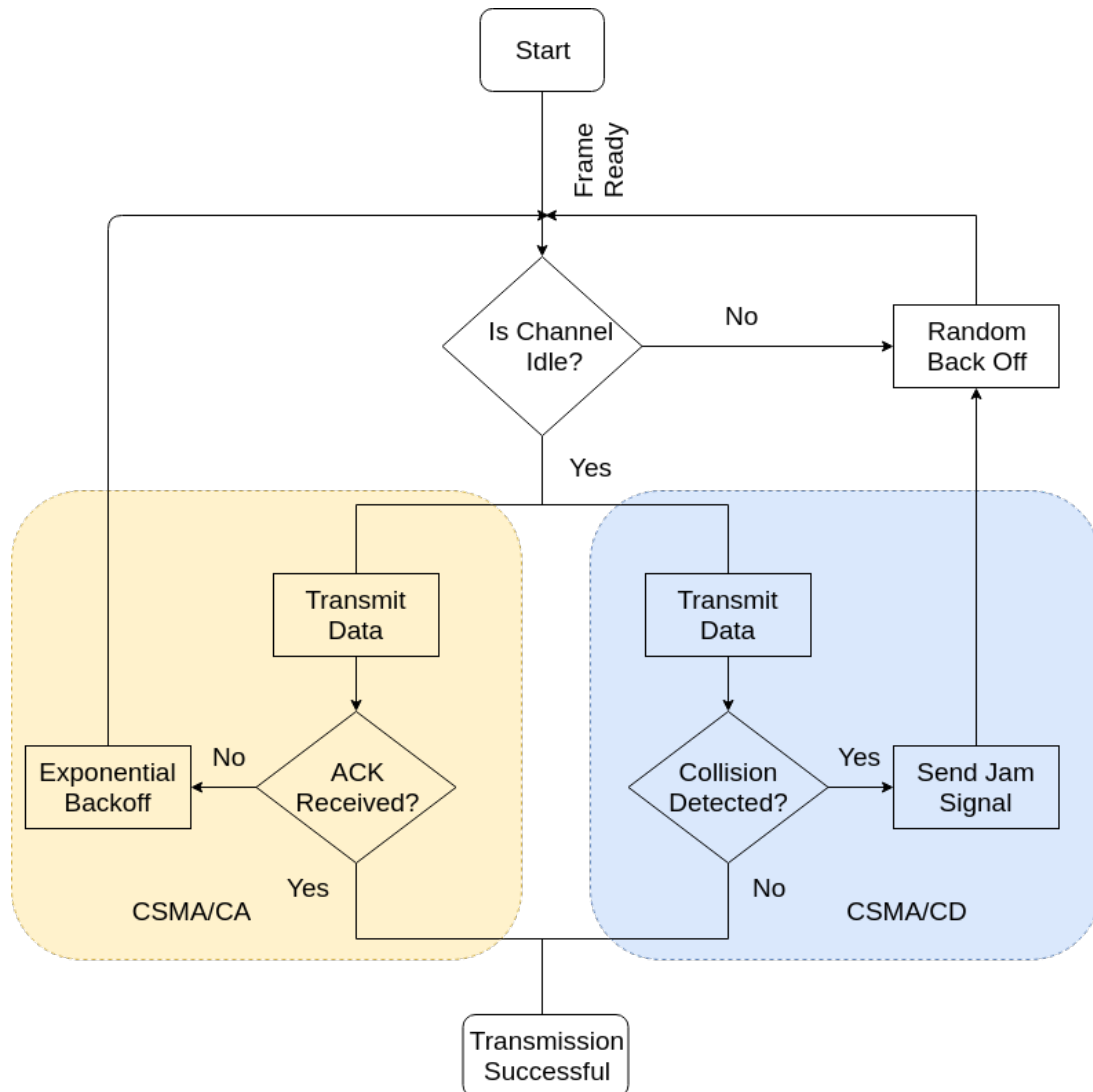 Start
Frame
Ready
Is Channel
Idle?
No
Random
Back Off
Yes
Transmit
Data
Transmit
Data
Exponential
Backoff
No
ACK
Received?
Collision
Detected?
Yes
Send Jam
Signal
Yes
No
CSMA/CA
CSMA/CD
Transmission
Successful